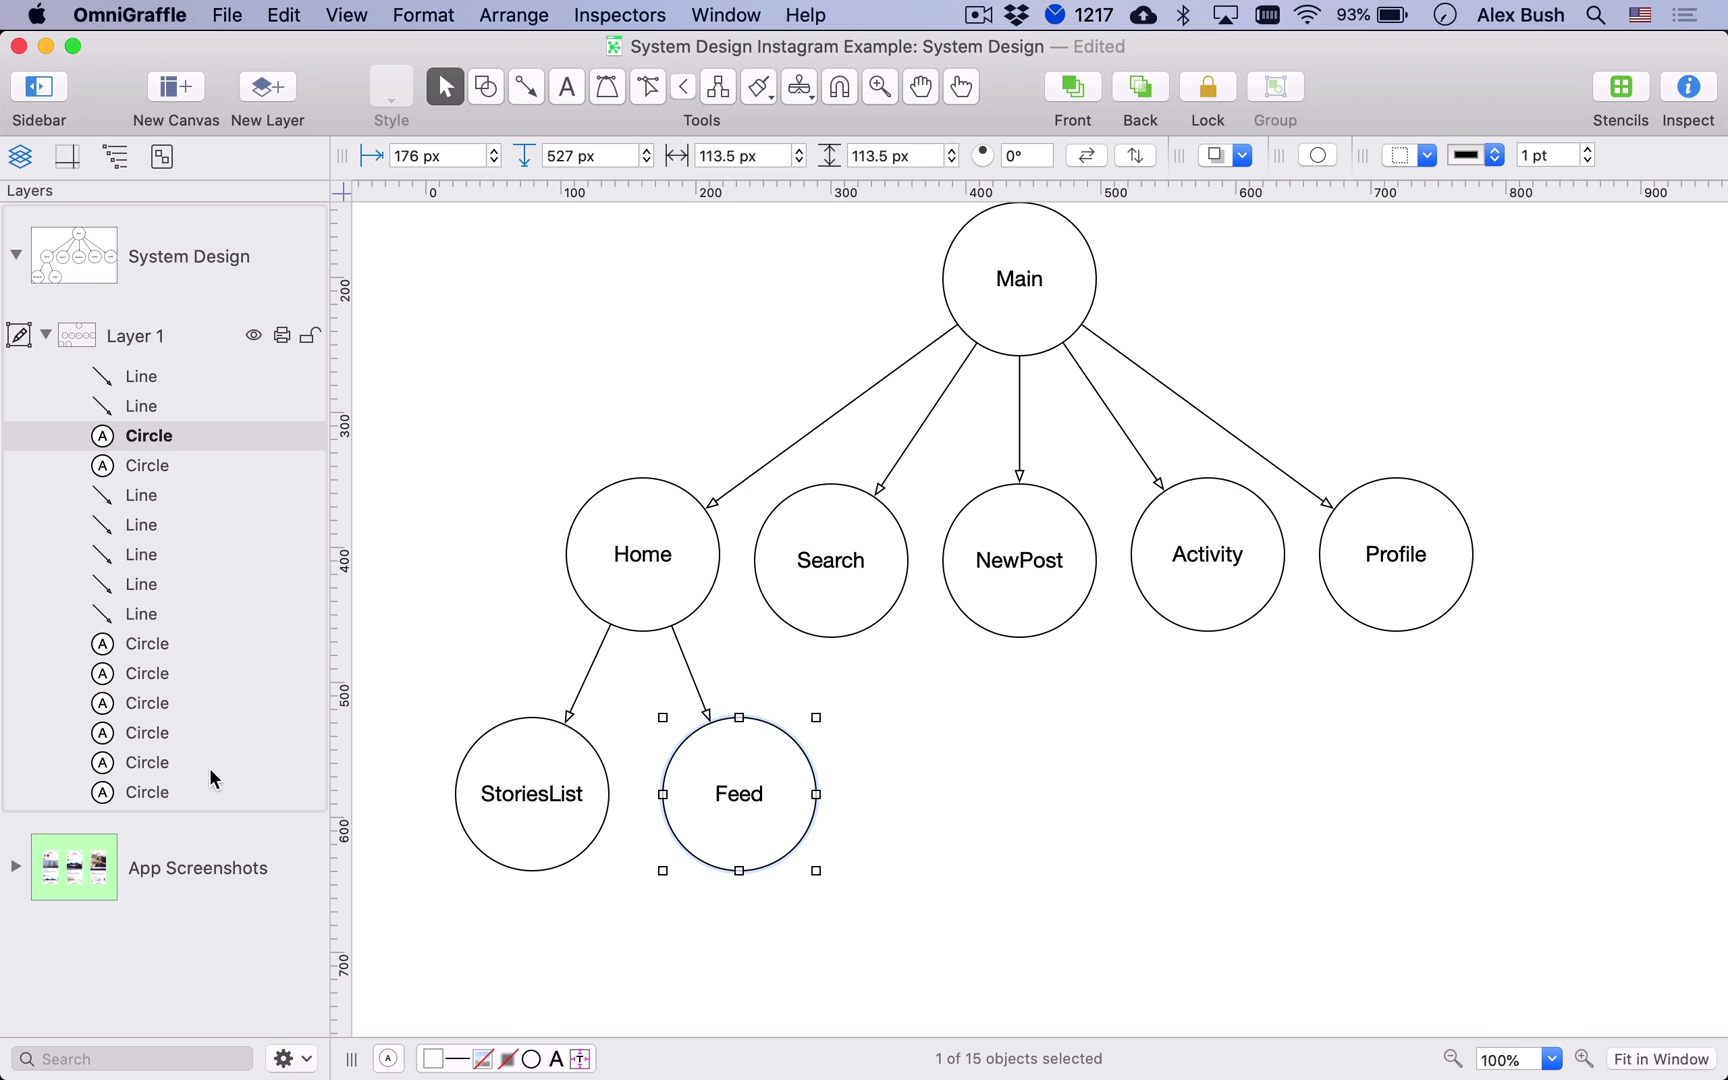 OmniGraffle File Edit View Format Arrange Inspectors Window Help 1217 93% Alex Bush
System Design Instagram Example: System Design — Edited
Sidebar New Canvas New Layer Style Tools Front Back Lock Group Stencils Inspect
176 px 527 px 113.5 px 113.5 px 0° 1 pt
Layers
0 100 200 300 400 500 600 700 800 900
200
300
400
500
600
700
System Design
Layer 1
Line
Line
A Circle
A Circle
Line
Line
Line
Line
Line
A Circle
A Circle
A Circle
A Circle
A Circle
A Circle
App Screenshots
Main
Home Search NewPost Activity Profile
StoriesList Feed
Search A A T 1 of 15 objects selected 100% Fit in Window